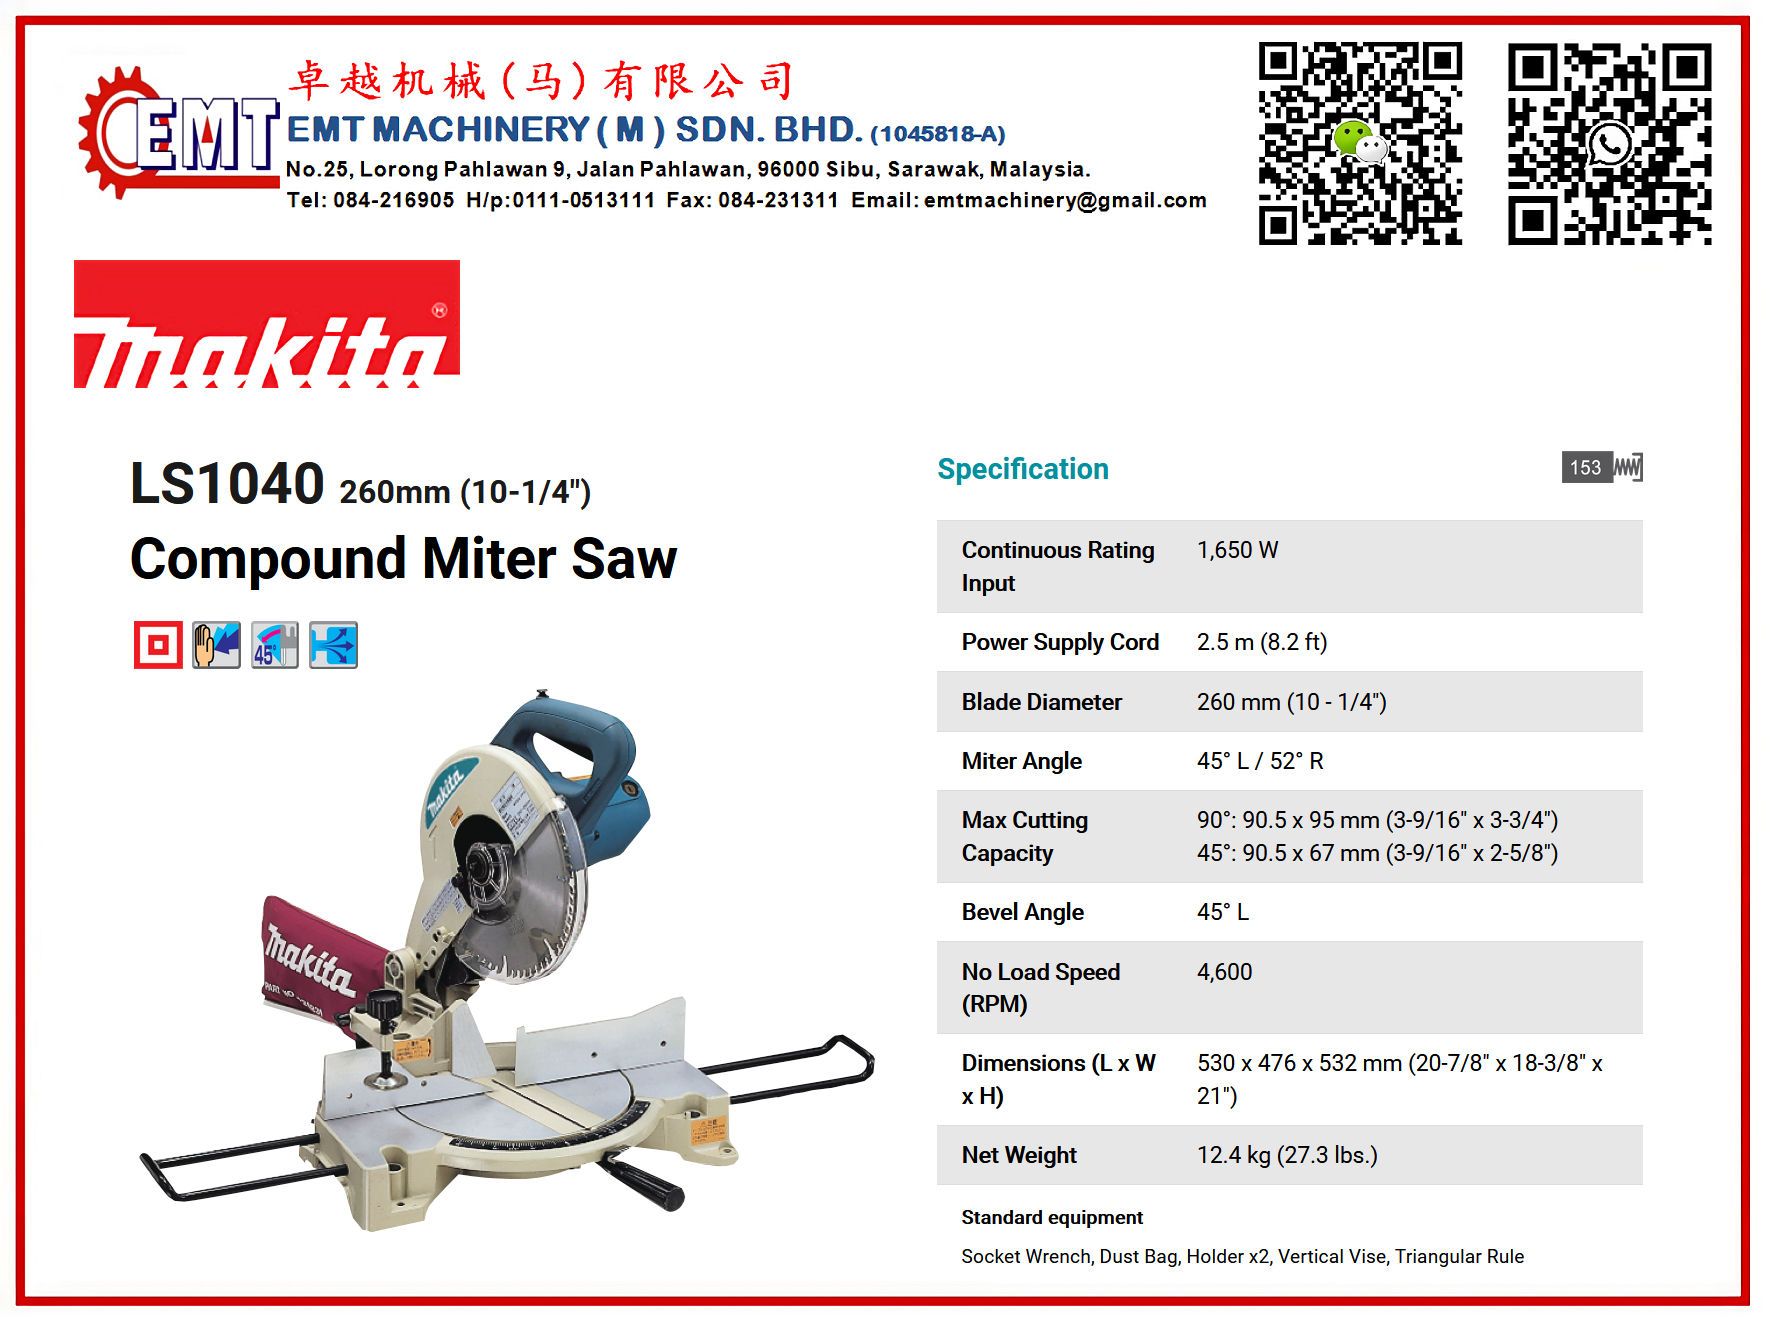 卓越机械(马)有限公司
EMT
EMT MACHINERY ( M ) SDN. BHD. (1045818-A)
No.25, Lorong Pahlawan 9, Jalan Pahlawan, 96000 Sibu, Sarawak, Malaysia.
Tel: 084-216905 H/p:0111-0513111 Fax: 084-231311 Email: emtmachinery@gmail.com
makita
LS1040 260mm (10-1/4")
Compound Miter Saw
45°
Makita
makita
Specification
153
Continuous Rating Input 1,650 W
Power Supply Cord 2.5 m (8.2 ft)
Blade Diameter 260 mm (10 - 1/4")
Miter Angle 45° L / 52° R
Max Cutting Capacity 90°: 90.5 x 95 mm (3-9/16" x 3-3/4")
45°: 90.5 x 67 mm (3-9/16" x 2-5/8")
Bevel Angle 45° L
No Load Speed (RPM) 4,600
Dimensions (L x W x H) 530 x 476 x 532 mm (20-7/8" x 18-3/8" x 21")
Net Weight 12.4 kg (27.3 lbs.)
Standard equipment
Socket Wrench, Dust Bag, Holder x2, Vertical Vise, Triangular Rule